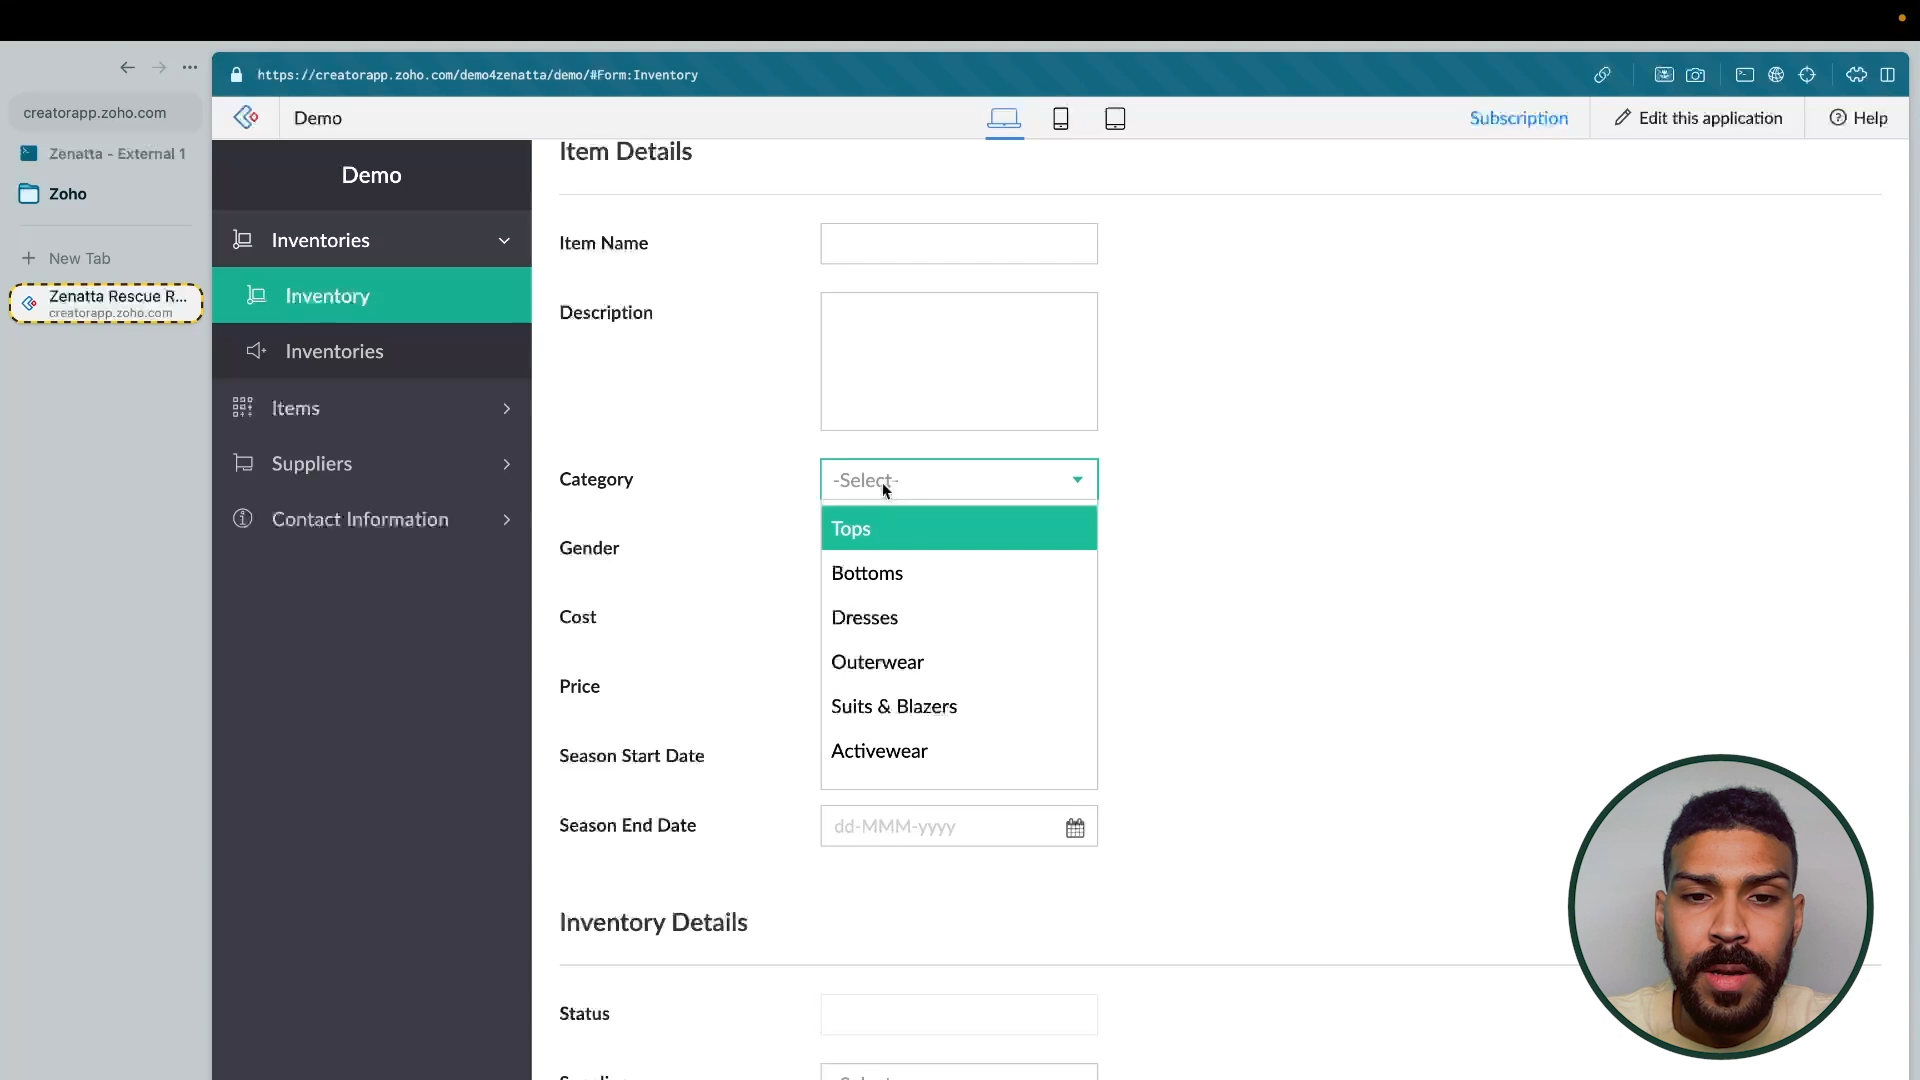 https://creatorapp.zoho.com/demo4zenatta/demo/#Form:Inventory
creatorapp.zoho.com
Zenatta - External 1
Zoho
New Tab
Zenatta Rescue R...
creatorapp.zoho.com
Demo
Subscription
Edit this application
Help
Demo
Inventories
Inventory
Inventories
Items
Suppliers
Contact Information
Item Details
Item Name
Description
Category
-Select-
Tops
Bottoms
Dresses
Outerwear
Suits & Blazers
Activewear
Gender
Cost
Price
Season Start Date
Season End Date
dd-MMM-yyyy
Inventory Details
Status